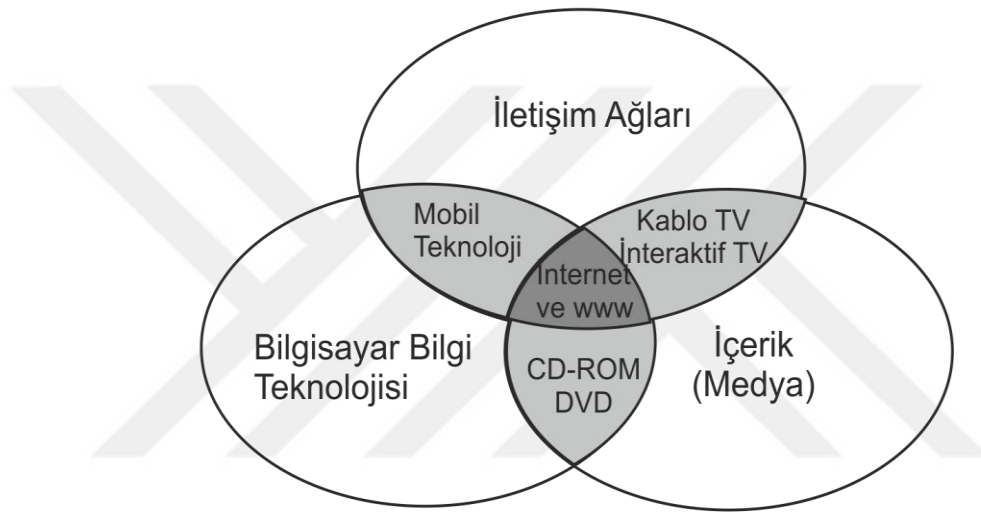 İletişim Ağları
Mobil
Teknoloji
Kablo TV
İnteraktif TV
Internet
ve www
Bilgisayar Bilgi
Teknolojisi
İçerik
(Medya)
CD-ROM
DVD